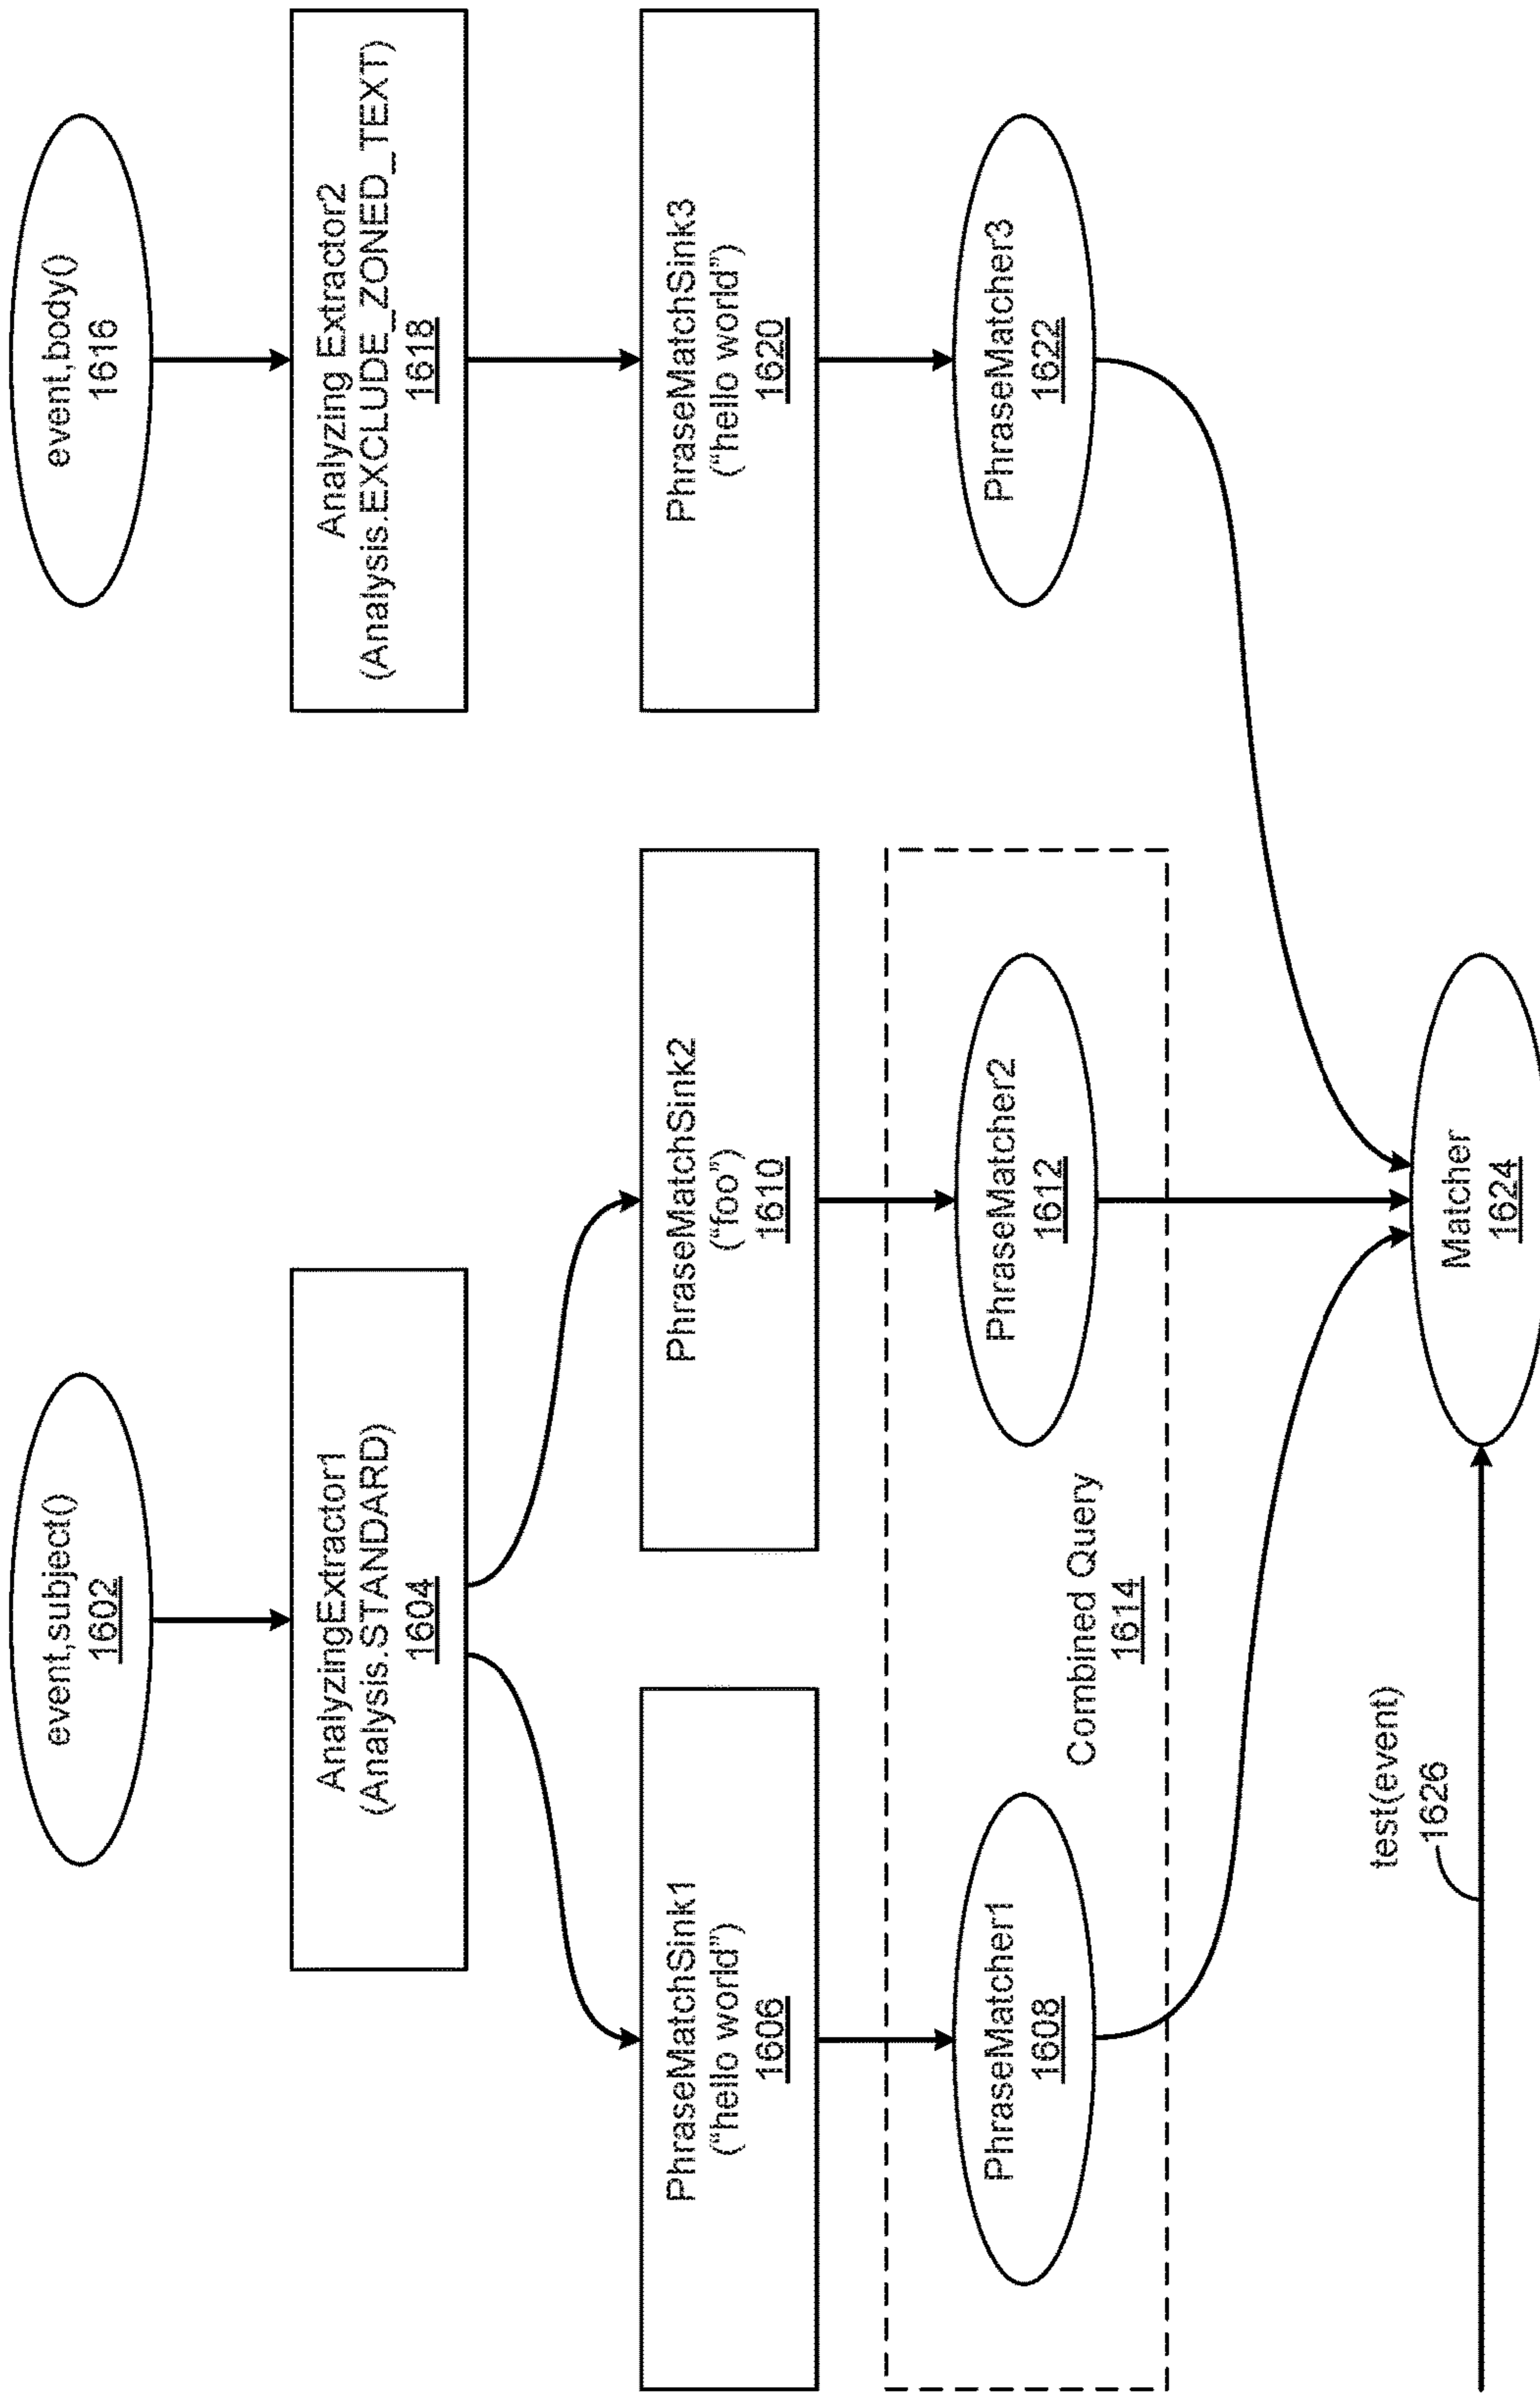 event,subject()
1602
AnalyzingExtractor1
(Analysis.STANDARD)
1604
PhraseMatchSink1
("hello world")
1606
PhraseMatchSink2
("foo")
1610
PhraseMatcher1
1608
PhraseMatcher2
1612
Combined Query
1614
event,body()
1616
Analyzing Extractor2
(Analysis.EXCLUDE_ZONED_TEXT)
1618
PhraseMatchSink3
("hello world")
1620
PhraseMatcher3
1622
test(event)
1626
Matcher
1624